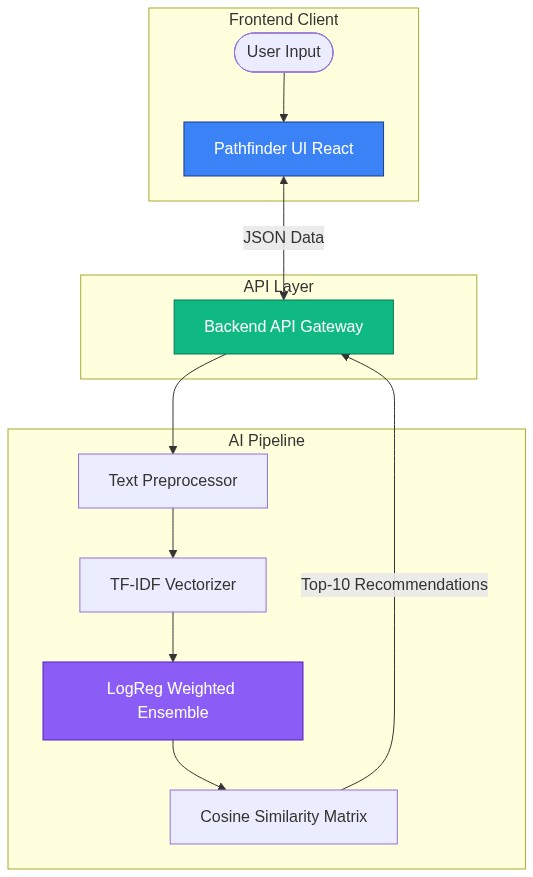 Frontend Client
User Input
Pathfinder UI React
JSON Data
API Layer
Backend API Gateway
AI Pipeline
Text Preprocessor
TF-IDF Vectorizer
Top-10 Recommendations
LogReg Weighted
Ensemble
Cosine Similarity Matrix